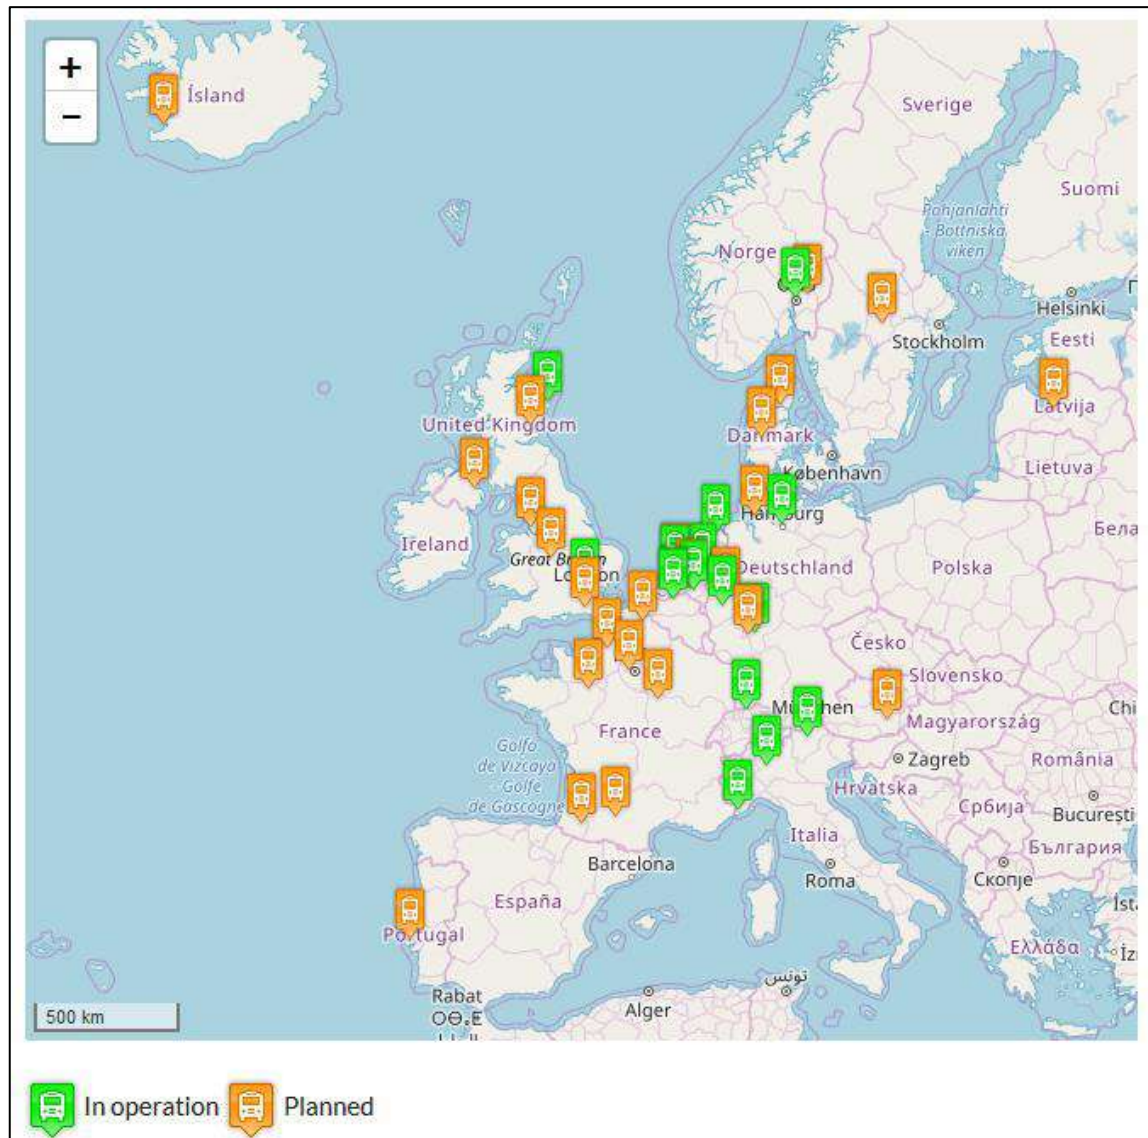 +
−
Ísland
Sverige
Suomi
Pohjanlahti
- Bottniska
viken
Norge
Helsinki
Stockholm
Eesti
Latvija
United Kingdom
Danmark
København
Lietuva
Hamburg
Ireland
Great Britain
London
Deutschland
Polska
Česko
Slovensko
München
Magyarország
France
Golfo
de Vizcaya
- Golfe
de Gascogne
Zagreb
România
Hrvatska
Србија
București
Italia
България
Barcelona
Roma
Скопје
España
Portugal
Ελλάδα
تونس
Rabat
Alger
500 km
In operation Planned